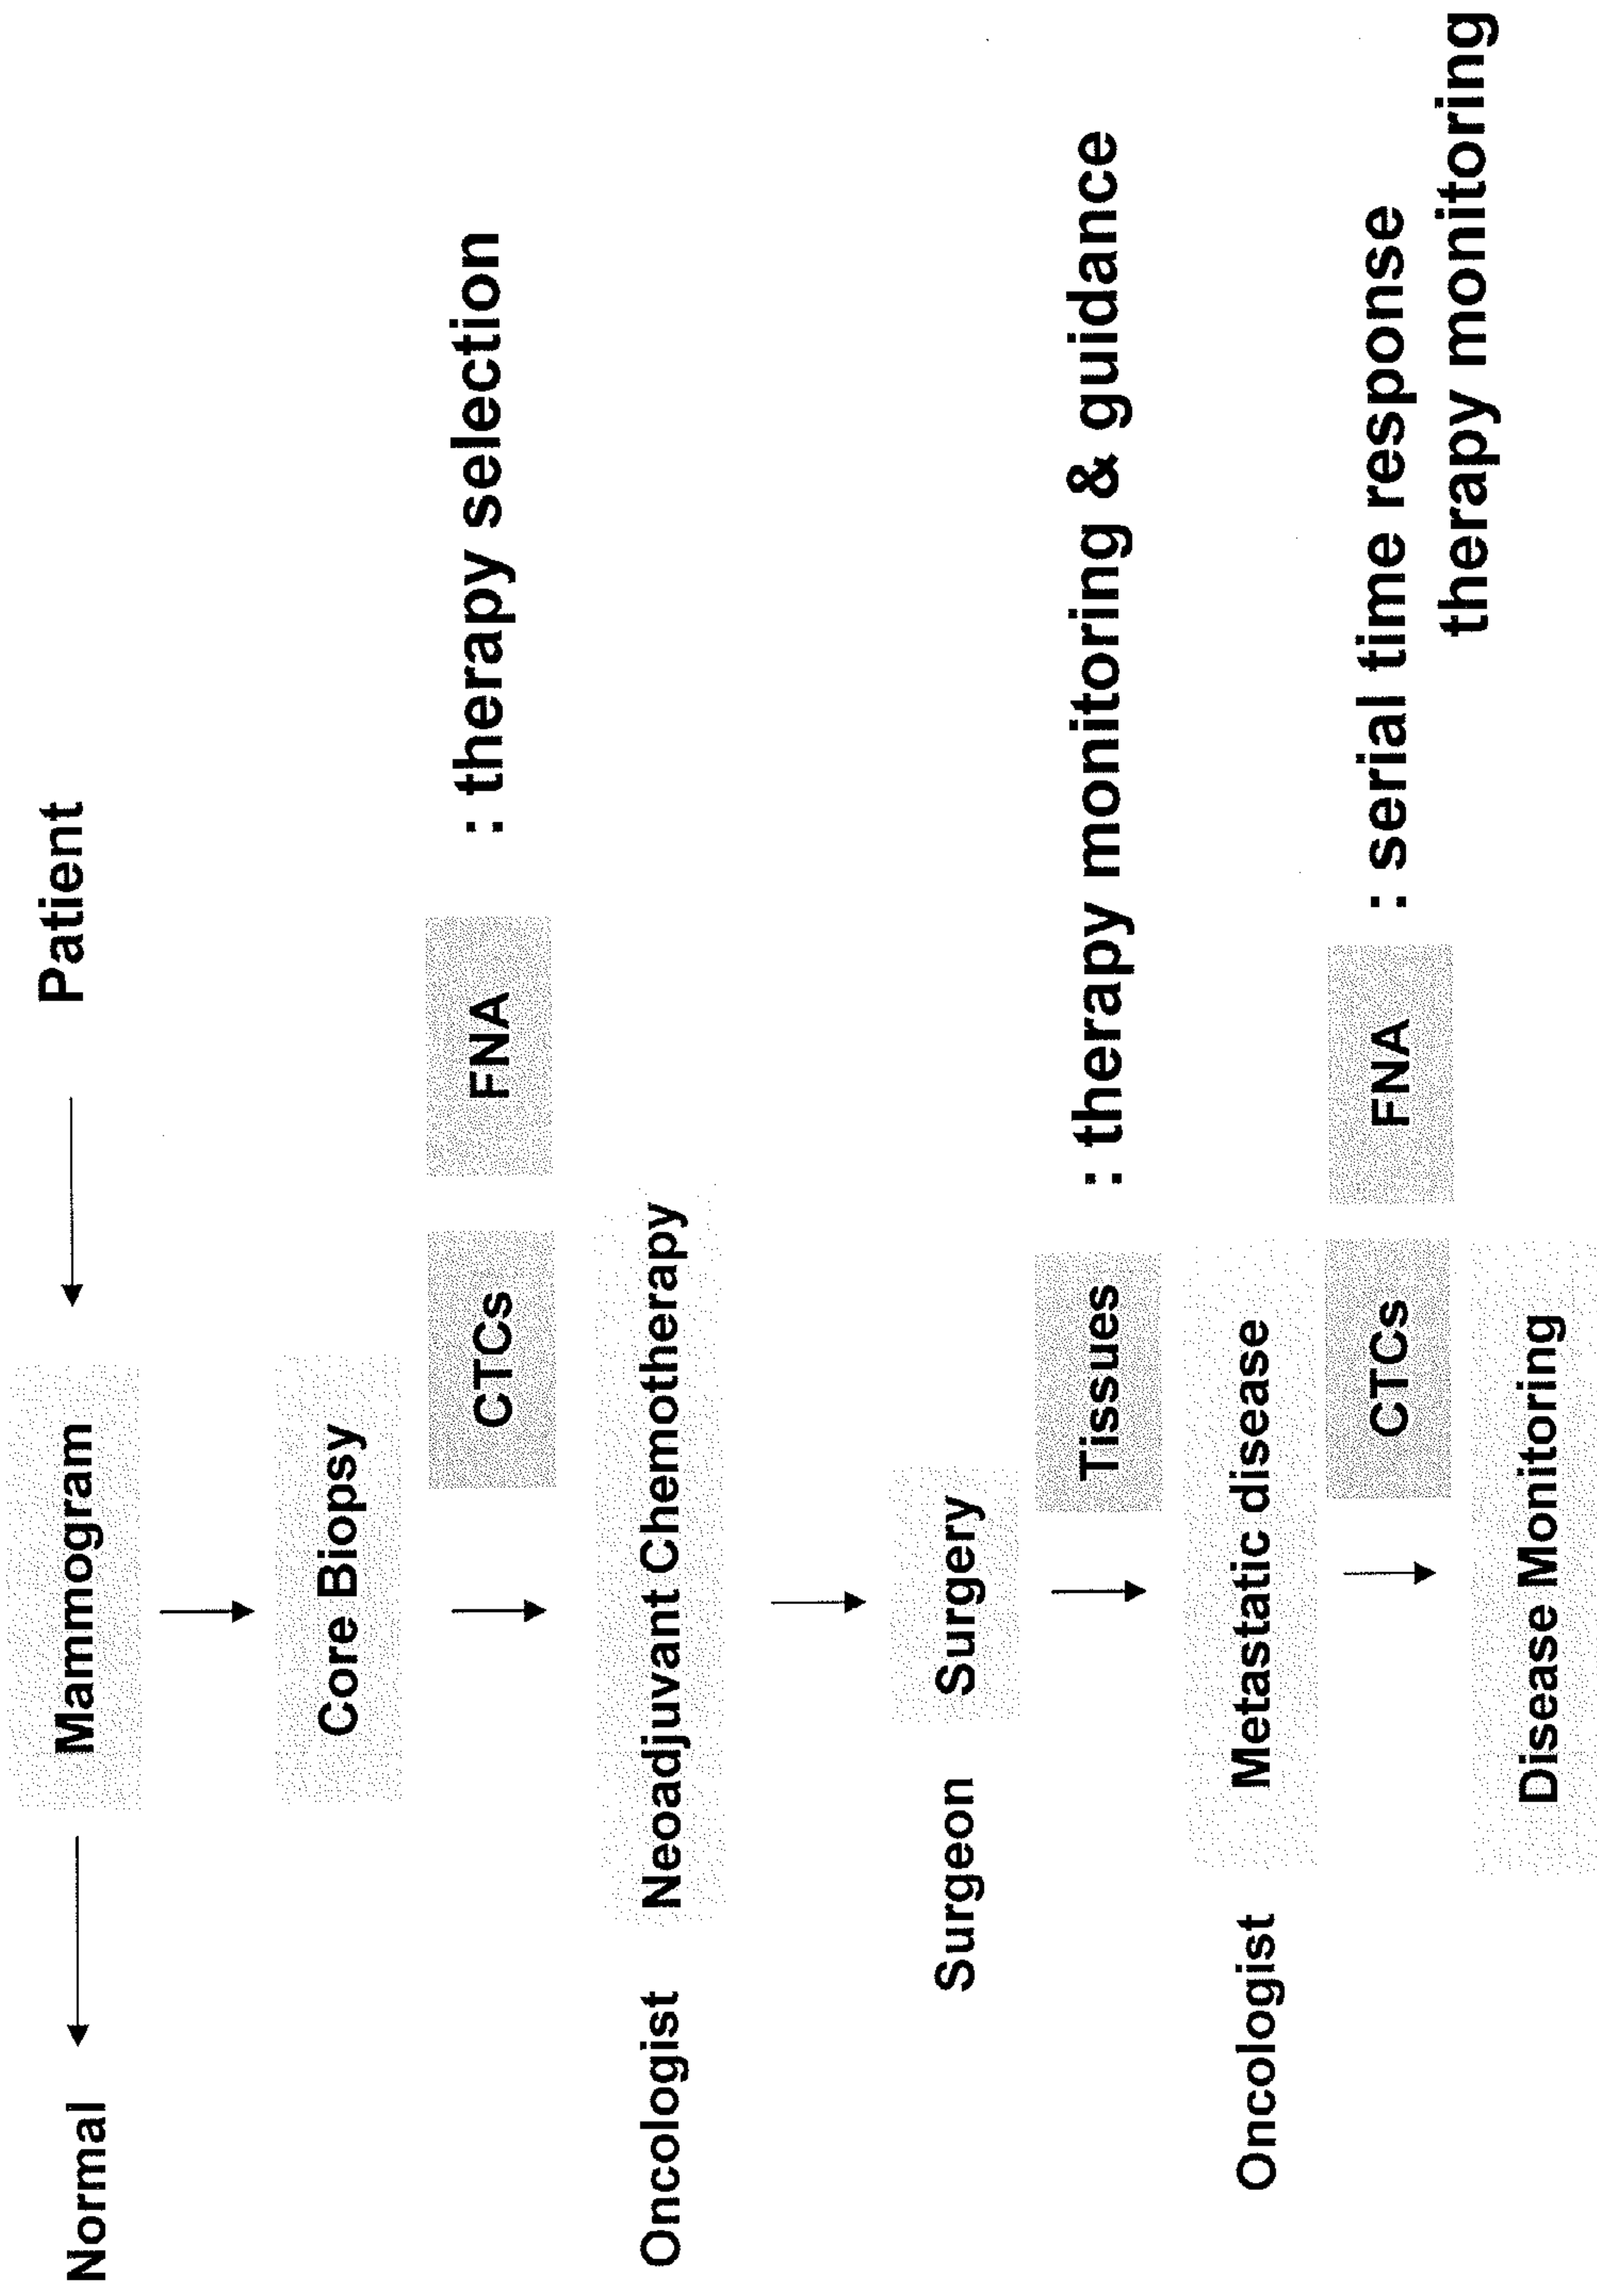 Normal
Mammogram
Patient
Core Biopsy
CTCs
FNA
: therapy selection
Oncologist
Neoadjuvant Chemotherapy
Surgeon
Surgery
Tissues
: therapy monitoring & guidance
Oncologist
Metastatic disease
CTCs
FNA
: serial time response
therapy monitoring
Disease Monitoring